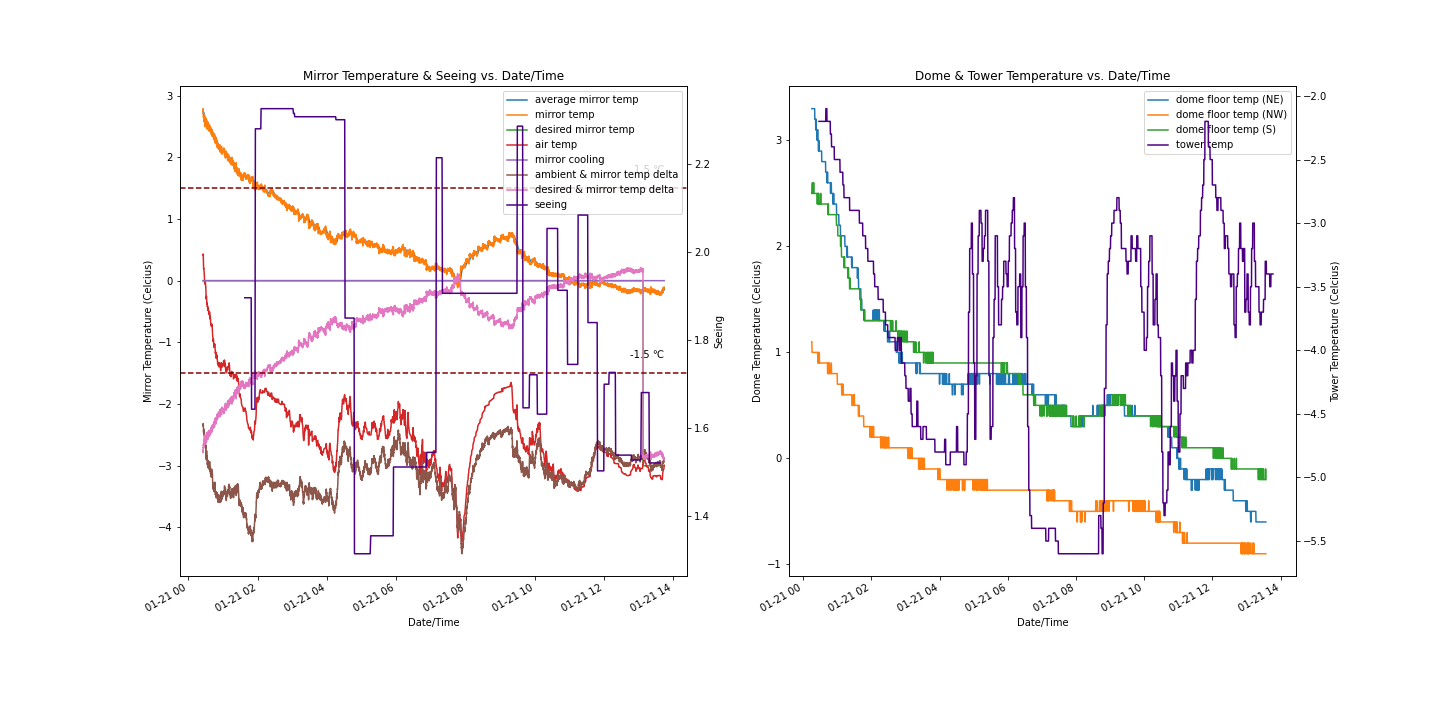 Mirror Temperature & Seeing vs. Date/Time
Mirror Temperature (Celcius)
3
2
1
0
−1
−2
−3
−4
average mirror temp
mirror temp
desired mirror temp
air temp
mirror cooling
ambient & mirror temp delta
desired & mirror temp delta
seeing
1.5 °C
-1.5 °C
2.2
2.0
1.8
1.6
1.4
Seeing
01-21 00
01-21 02
01-21 04
01-21 06
01-21 08
01-21 10
01-21 12
01-21 14
Date/Time
Dome & Tower Temperature vs. Date/Time
Dome Temperature (Celcius)
3
2
1
0
−1
dome floor temp (NE)
dome floor temp (NW)
dome floor temp (S)
tower temp
−2.0
−2.5
−3.0
−3.5
−4.0
−4.5
−5.0
−5.5
Tower Temperature (Celcius)
01-21 00
01-21 02
01-21 04
01-21 06
01-21 08
01-21 10
01-21 12
01-21 14
Date/Time